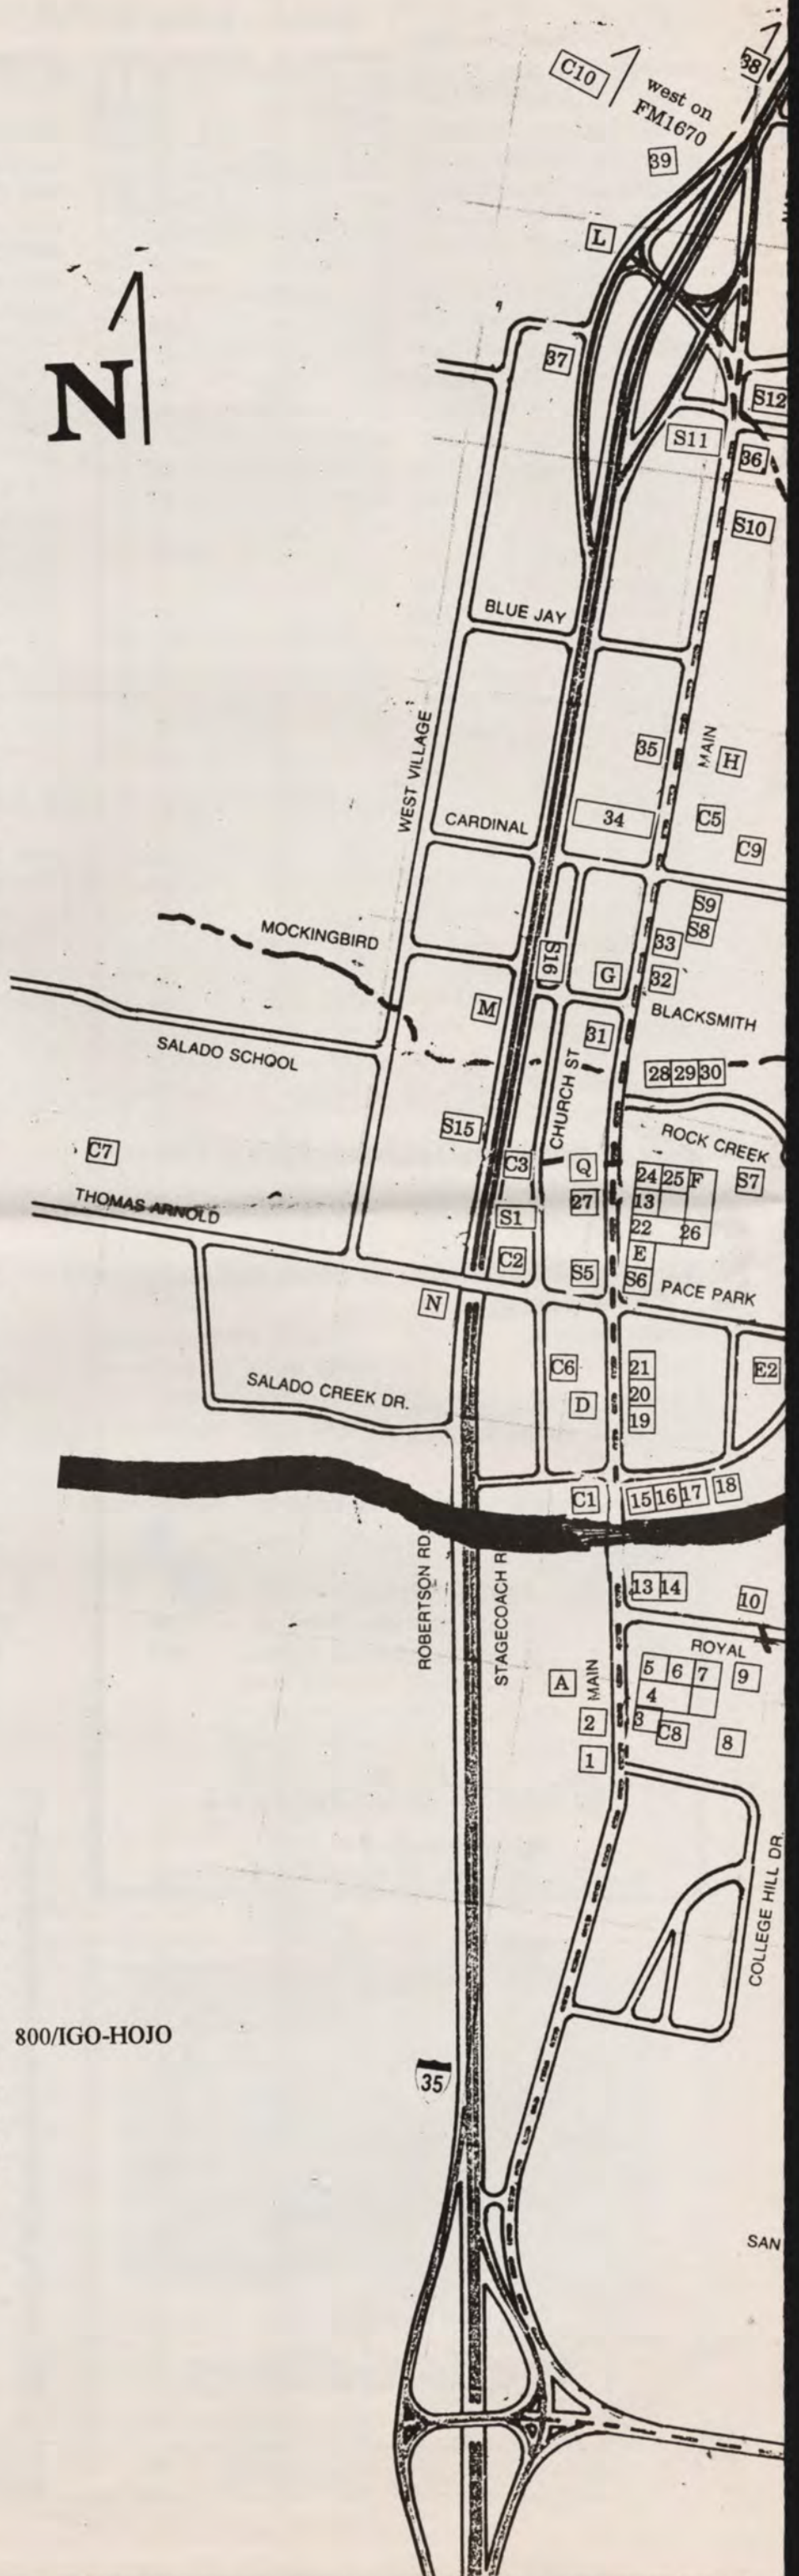 38
C10
west on
FM1670
39
L
N
37
S12
S11
36
S10
BLUE JAY
WEST VILLAGE
35
MAIN
H
CARDINAL
34
C5
C9
S9
S8
MOCKINGBIRD
33
S16
G
32
M
BLACKSMITH
31
SALADO SCHOOL
CHURCH ST
28 29 30
S15
ROCK CREEK
C7
C3
Q
24 25 F
S7
THOMAS ARNOLD
27
13
S1
22
26
C2
E
S5
S6
PACE PARK
N
C6
21
E2
SALADO CREEK DR.
D
20
19
C1
15 16 17 18
ROBERTSON RD
STAGECOACH R
13 14
10
ROYAL
A
MAIN
5 6 7
9
4
2
3
C8
8
1
COLLEGE HILL DR.
800/IGO-HOJO
35
SAN